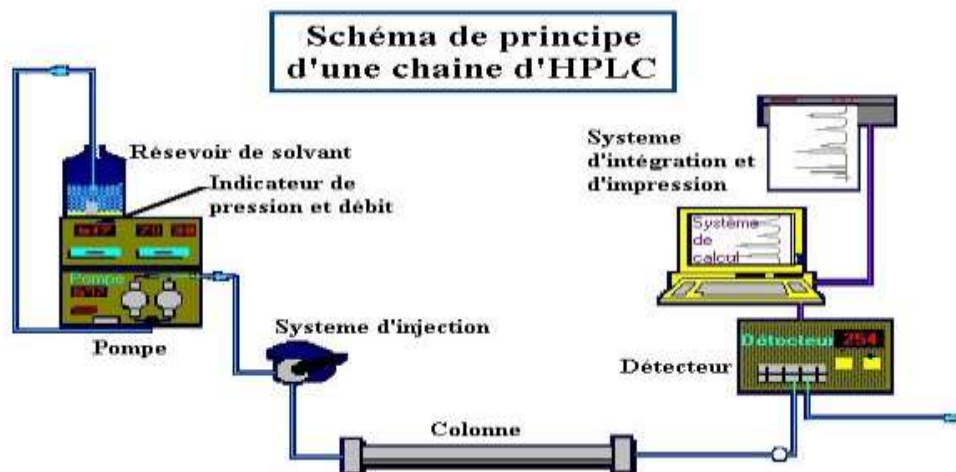 Schéma de principe
d'une chaine d'HPLC
Résevoir de solvant
Indicateur de
pression et débit
Pompe
Pompe
Systeme d'injection
Colonne
Systeme
d'intégration et
d'impression
Système
de
calcul
Détecteur 254
Détecteur